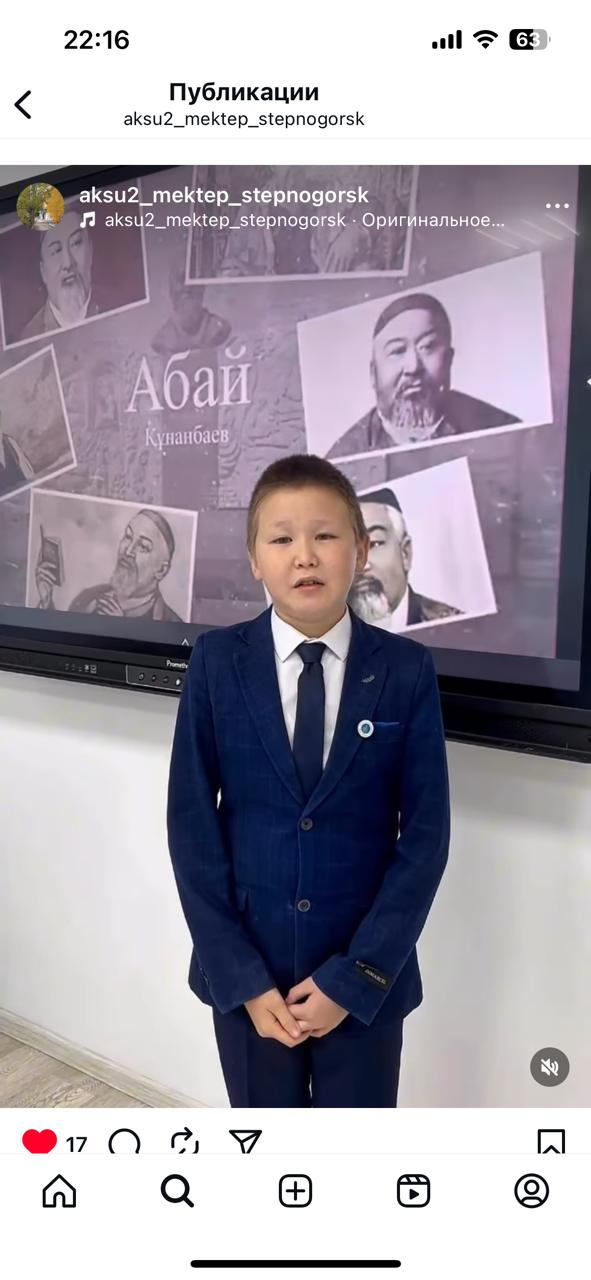 22:16
63
Публикации
aksu2_mektep_stepnogorsk
aksu2_mektep_stepnogorsk
aksu2_mektep_stepnogorsk · Оригинальное...
Абай
Құнанбаев
17